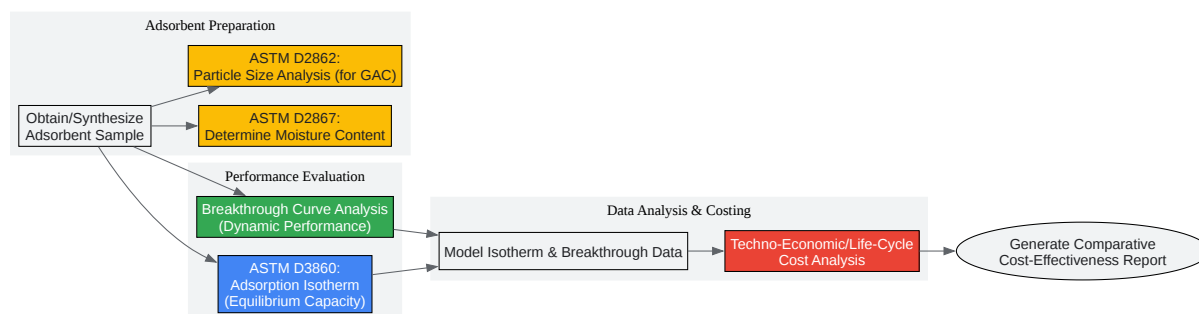 Adsorbent Preparation
ASTM D2862:
Particle Size Analysis (for GAC)
Obtain/Synthesize
Adsorbent Sample
ASTM D2867:
Determine Moisture Content
Performance Evaluation
Breakthrough Curve Analysis
(Dynamic Performance)
ASTM D3860:
Adsorption Isotherm
(Equilibrium Capacity)
Data Analysis & Costing
Model Isotherm & Breakthrough Data
Techno-Economic/Life-Cycle
Cost Analysis
Generate Comparative
Cost-Effectiveness Report